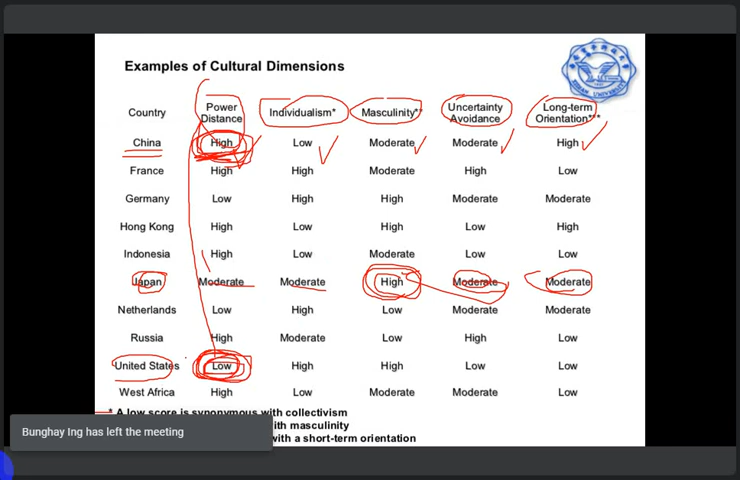 Examples of Cultural Dimensions
Country Power Distance Individualism* Masculinity** Uncertainty Avoidance Long-term Orientation***
China High Low Moderate Moderate High
France High High Moderate High Low
Germany Low High High Moderate Moderate
Hong Kong High Low High Low High
Indonesia High Low Moderate Low Low
Japan Moderate Moderate High Moderate Moderate
Netherlands Low High Low Moderate Moderate
Russia High Moderate Low High Low
United States Low High High Low Low
West Africa High Low Moderate Moderate Low
* A low score is synonymous with collectivism
with masculinity
with a short-term orientation
Bunghay Ing has left the meeting